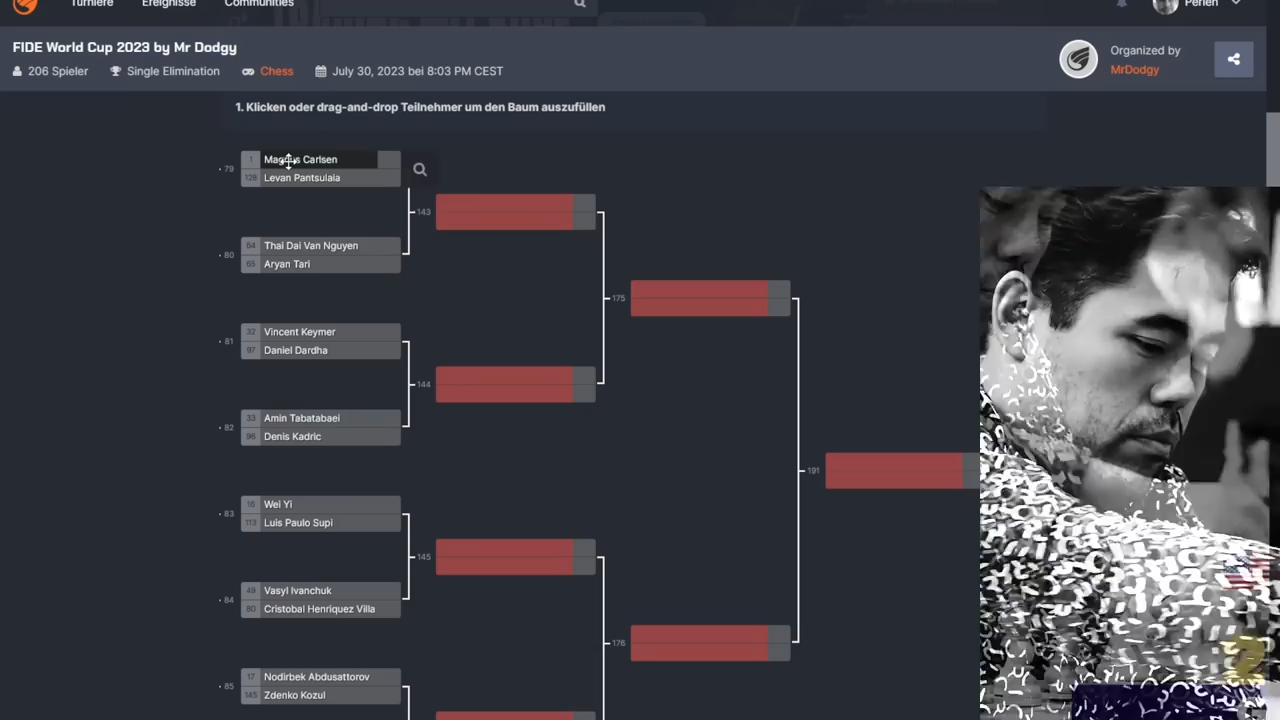 Turniere Ereignisse Communities
Perlen
FIDE World Cup 2023 by Mr Dodgy
206 Spieler Single Elimination Chess July 30, 2023 bei 8:03 PM CEST
Organized by
MrDodgy
1. Klicken oder drag-and-drop Teilnehmer um den Baum auszufüllen
79
1 Magnus Carlsen
128 Levan Pantsulaia
143
80
64 Thai Dai Van Nguyen
65 Aryan Tari
175
81
32 Vincent Keymer
97 Daniel Dardha
144
82
33 Amin Tabatabaei
96 Denis Kadric
191
83
16 Wei Yi
113 Luis Paulo Supi
145
84
49 Vasyl Ivanchuk
80 Cristobal Henriquez Villa
176
85
17 Nodirbek Abdusattorov
145 Zdenko Kozul